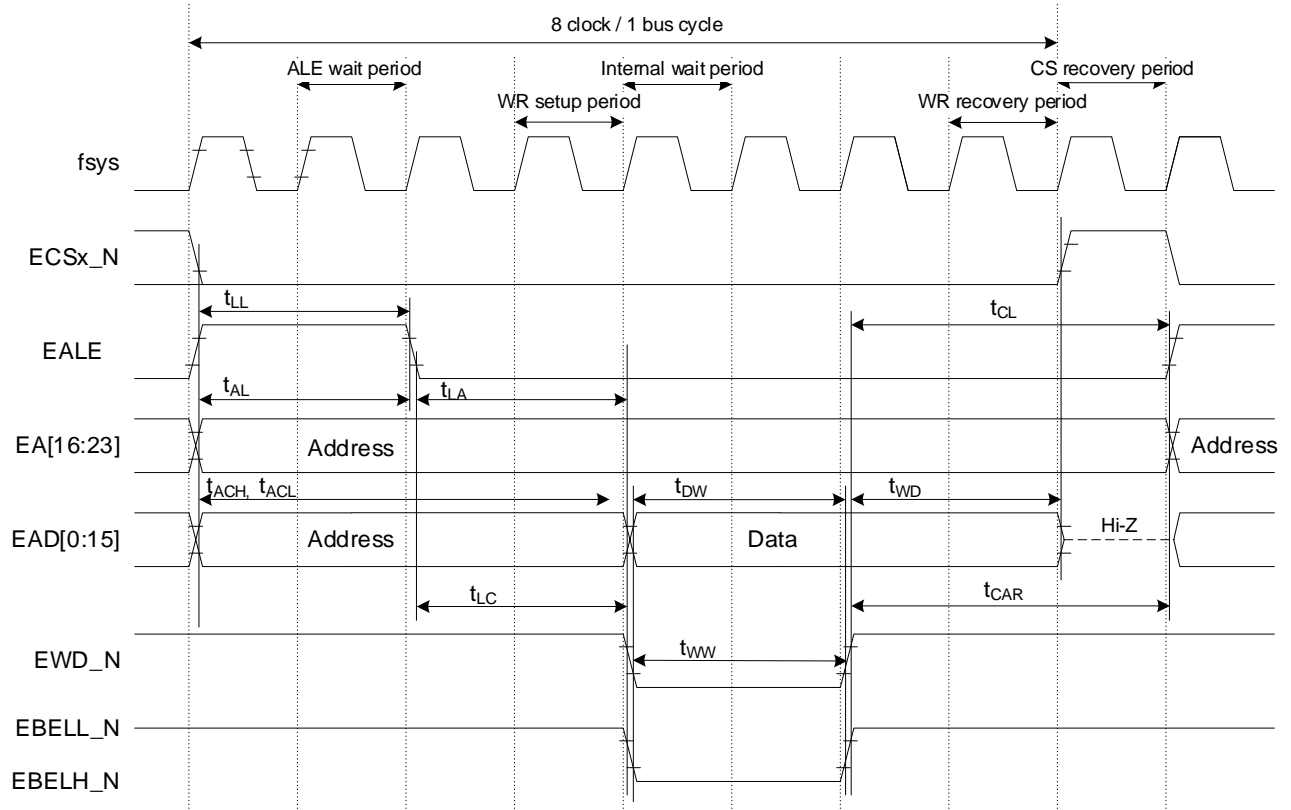 8 clock / 1 bus cycle
ALE wait period
Internal wait period
CS recovery period
WR setup period
WR recovery period
fsys
ECSx_N
tLL
tCL
EALE
tAL
tLA
EA[16:23]
Address
Address
tACH, tACL
tDW
tWD
EAD[0:15]
Address
Data
Hi-Z
tLC
tCAR
EWD_N
tWW
EBELL_N
EBELH_N